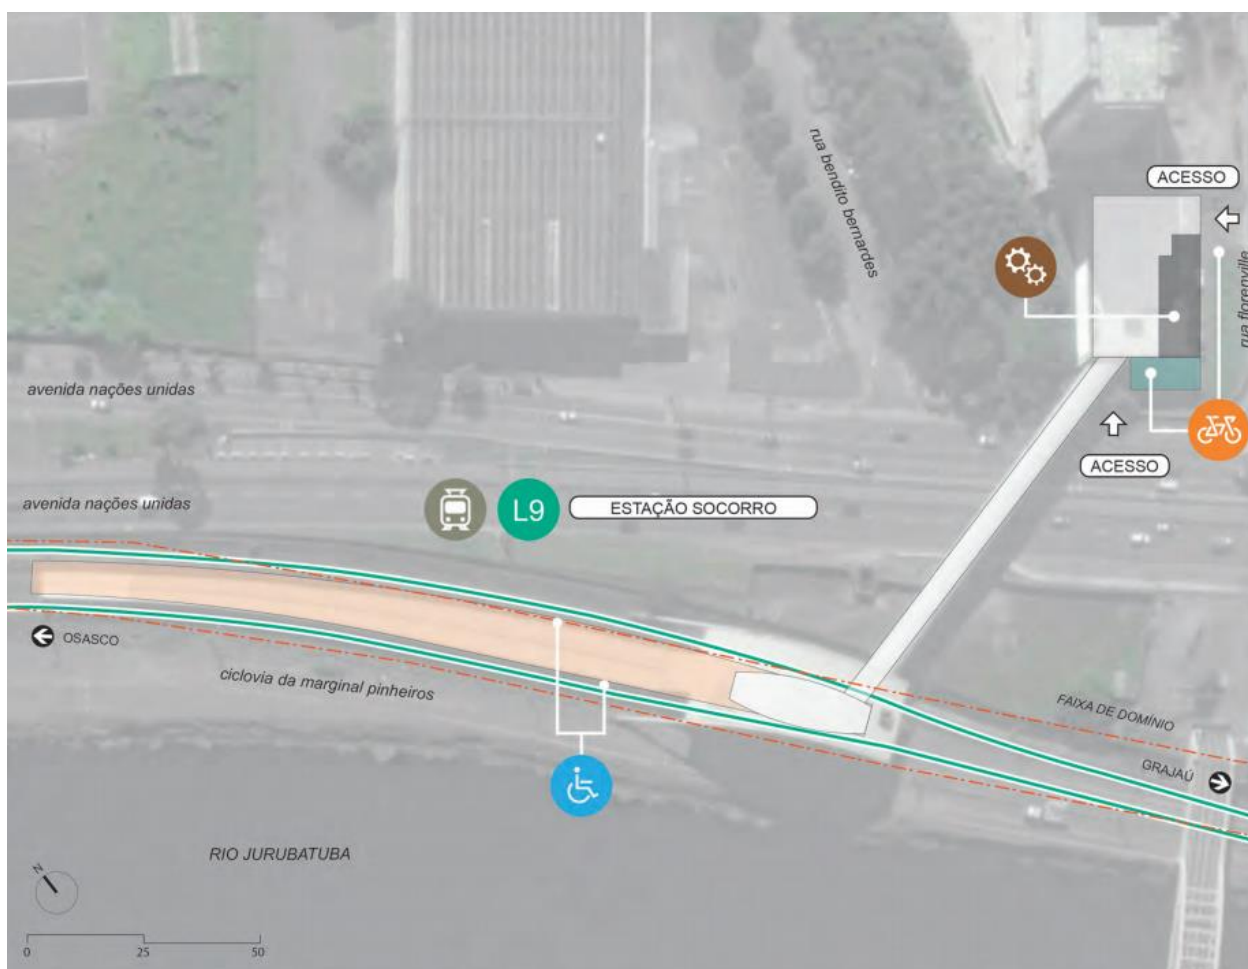 rua bendito bernardes
ACESSO
rua florenville
avenida nações unidas
ACESSO
avenida nações unidas
L9
ESTAÇÃO SOCORRO
OSASCO
ciclovia da marginal pinheiros
FAIXA DE DOMÍNIO
GRAJAÚ
RIO JURUBATUBA
N
0 25 50